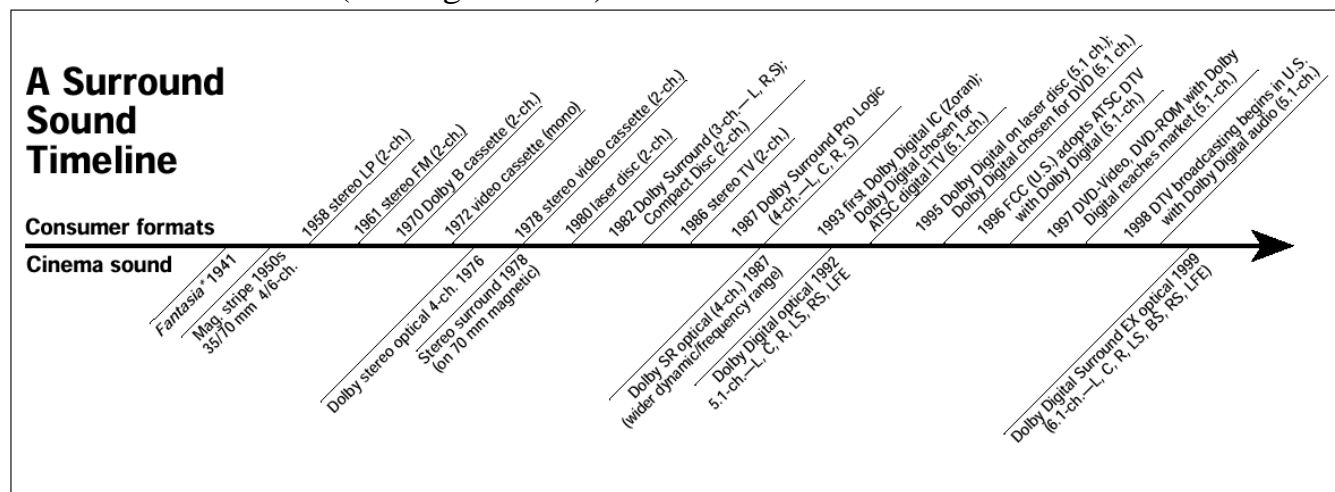 A Surround
Sound
Timeline
Consumer formats
1958 stereo LP (2-ch.)
1961 stereo FM (2-ch.)
1970 Dolby B cassette (2-ch.)
1972 video cassette (mono)
1978 stereo video cassette (2-ch.)
1980 laser disc (2-ch.)
1982 Dolby Surround (3-ch.— L, R,S);
Compact Disc (2-ch.)
1986 stereo TV (2-ch.)
1987 Dolby Surround Pro Logic
(4-ch.—L, C, R, S)
1993 first Dolby Digital IC (Zoran);
Dolby Digital chosen for
ATSC digital TV (5.1-ch.)
1995 Dolby Digital on laser disc (5.1 ch.);
Dolby Digital chosen for DVD (5.1 ch.)
1996 FCC (U.S.) adopts ATSC DTV
with Dolby Digital (5.1-ch.)
1997 DVD-Video, DVD-ROM with Dolby
Digital reaches market (5.1-ch.)
1998 DTV broadcasting begins in U.S.
with Dolby Digital audio (5.1-ch.)
Cinema sound
Fantasia® 1941
Mag. stripe 1950s
35/70 mm 4/6-ch.
Dolby stereo optical 4-ch. 1976
Stereo surround 1978
(on 70 mm magnetic)
Dolby SR optical (4-ch.) 1987
(wider dynamic/frequency range)
Dolby Digital optical 1992
5.1-ch.—L, C, R, LS, RS, LFE
Dolby Digital Surround EX optical 1999
(6.1-ch.—L, C, R, LS, BS, RS, LFE)